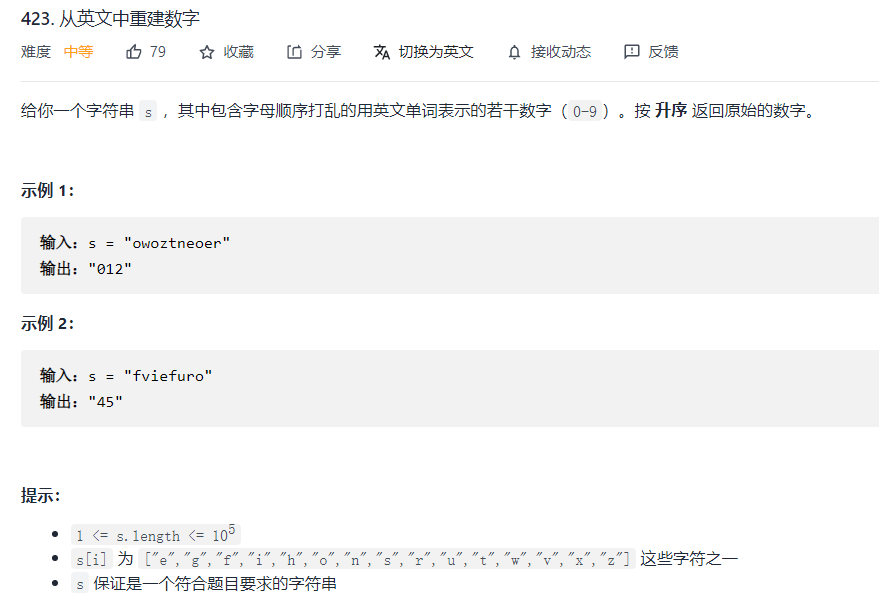 423. 从英文中重建数字
难度 中等 79 收藏 分享 切换为英文 接收动态 反馈
给你一个字符串 s ，其中包含字母顺序打乱的用英文单词表示的若干数字（ 0-9 ）。按 升序 返回原始的数字。
示例 1：
输入：s = "owoztneoer"
输出："012"
示例 2：
输入：s = "fviefuro"
输出："45"
提示：
1 <= s.length <= 10⁵
s[i] 为 ["e","g","f","i","h","o","n","s","r","u","t","w","v","x","z"] 这些字符之一
s 保证是一个符合题目要求的字符串